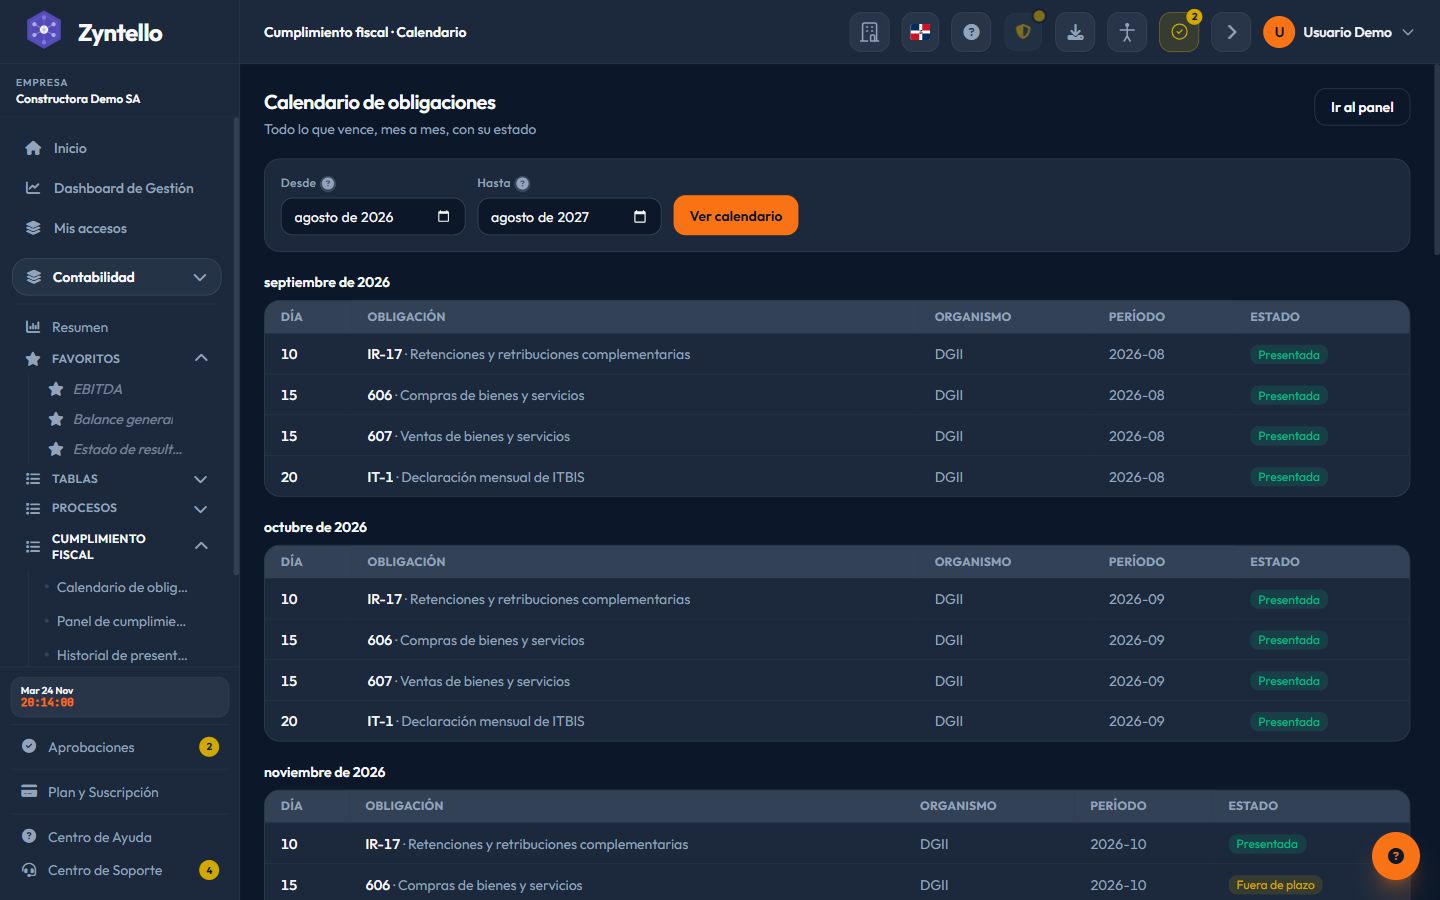 Zyntello
Cumplimiento fiscal · Calendario
2
U
Usuario Demo
EMPRESA
Constructora Demo SA
Inicio
Dashboard de Gestión
Mis accesos
Contabilidad
Resumen
FAVORITOS
EBITDA
Balance general
Estado de result...
TABLAS
PROCESOS
CUMPLIMIENTO
FISCAL
Calendario de oblig...
Panel de cumplimie...
Historial de present...
Mar 24 Nov
20:14:00
Aprobaciones 2
Plan y Suscripción
Centro de Ayuda
Centro de Soporte 4
Calendario de obligaciones
Todo lo que vence, mes a mes, con su estado
Ir al panel
Desde ? Hasta ?
agosto de 2026 agosto de 2027 Ver calendario
septiembre de 2026
DÍA OBLIGACIÓN ORGANISMO PERÍODO ESTADO
10 IR-17 · Retenciones y retribuciones complementarias DGII 2026-08 Presentada
15 606 · Compras de bienes y servicios DGII 2026-08 Presentada
15 607 · Ventas de bienes y servicios DGII 2026-08 Presentada
20 IT-1 · Declaración mensual de ITBIS DGII 2026-08 Presentada
octubre de 2026
DÍA OBLIGACIÓN ORGANISMO PERÍODO ESTADO
10 IR-17 · Retenciones y retribuciones complementarias DGII 2026-09 Presentada
15 606 · Compras de bienes y servicios DGII 2026-09 Presentada
15 607 · Ventas de bienes y servicios DGII 2026-09 Presentada
20 IT-1 · Declaración mensual de ITBIS DGII 2026-09 Presentada
noviembre de 2026
DÍA OBLIGACIÓN ORGANISMO PERÍODO ESTADO
10 IR-17 · Retenciones y retribuciones complementarias DGII 2026-10 Presentada
15 606 · Compras de bienes y servicios DGII 2026-10 Fuera de plazo